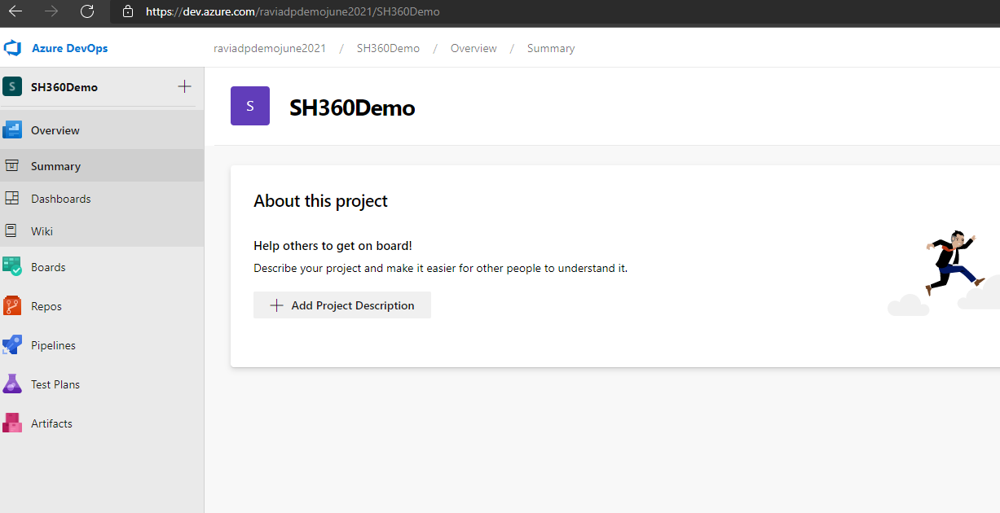 https://dev.azure.com/raviadpdemojune2021/SH360Demo
Azure DevOps
raviadpdemojune2021 / SH360Demo / Overview / Summary
S SH360Demo
Overview
Summary
Dashboards
Wiki
Boards
Repos
Pipelines
Test Plans
Artifacts
S SH360Demo
About this project
Help others to get on board!
Describe your project and make it easier for other people to understand it.
Add Project Description